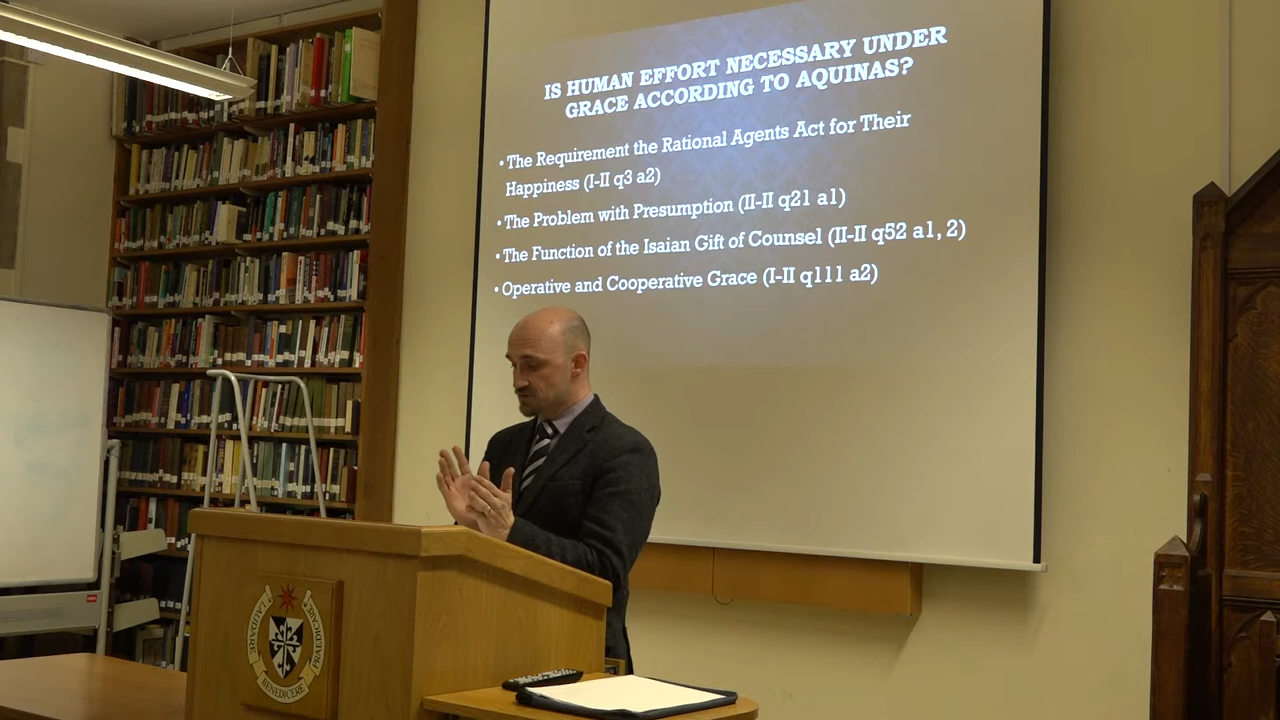 IS HUMAN EFFORT NECESSARY UNDER
GRACE ACCORDING TO AQUINAS?
• The Requirement the Rational Agents Act for Their
Happiness (I-II q3 a2)
• The Problem with Presumption (II-II q21 a1)
• The Function of the Isaian Gift of Counsel (II-II q52 a1, 2)
• Operative and Cooperative Grace (I-II q111 a2)
LAUDARE
BENEDICERE
PRAEDICARE